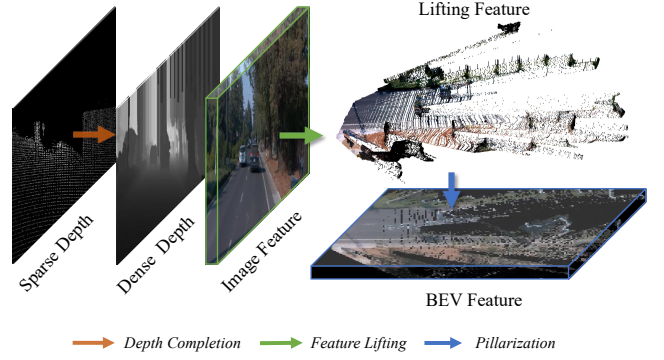 Lifting Feature
Sparse Depth
Dense Depth
Image Feature
BEV Feature
Depth Completion
Feature Lifting
Pillarization